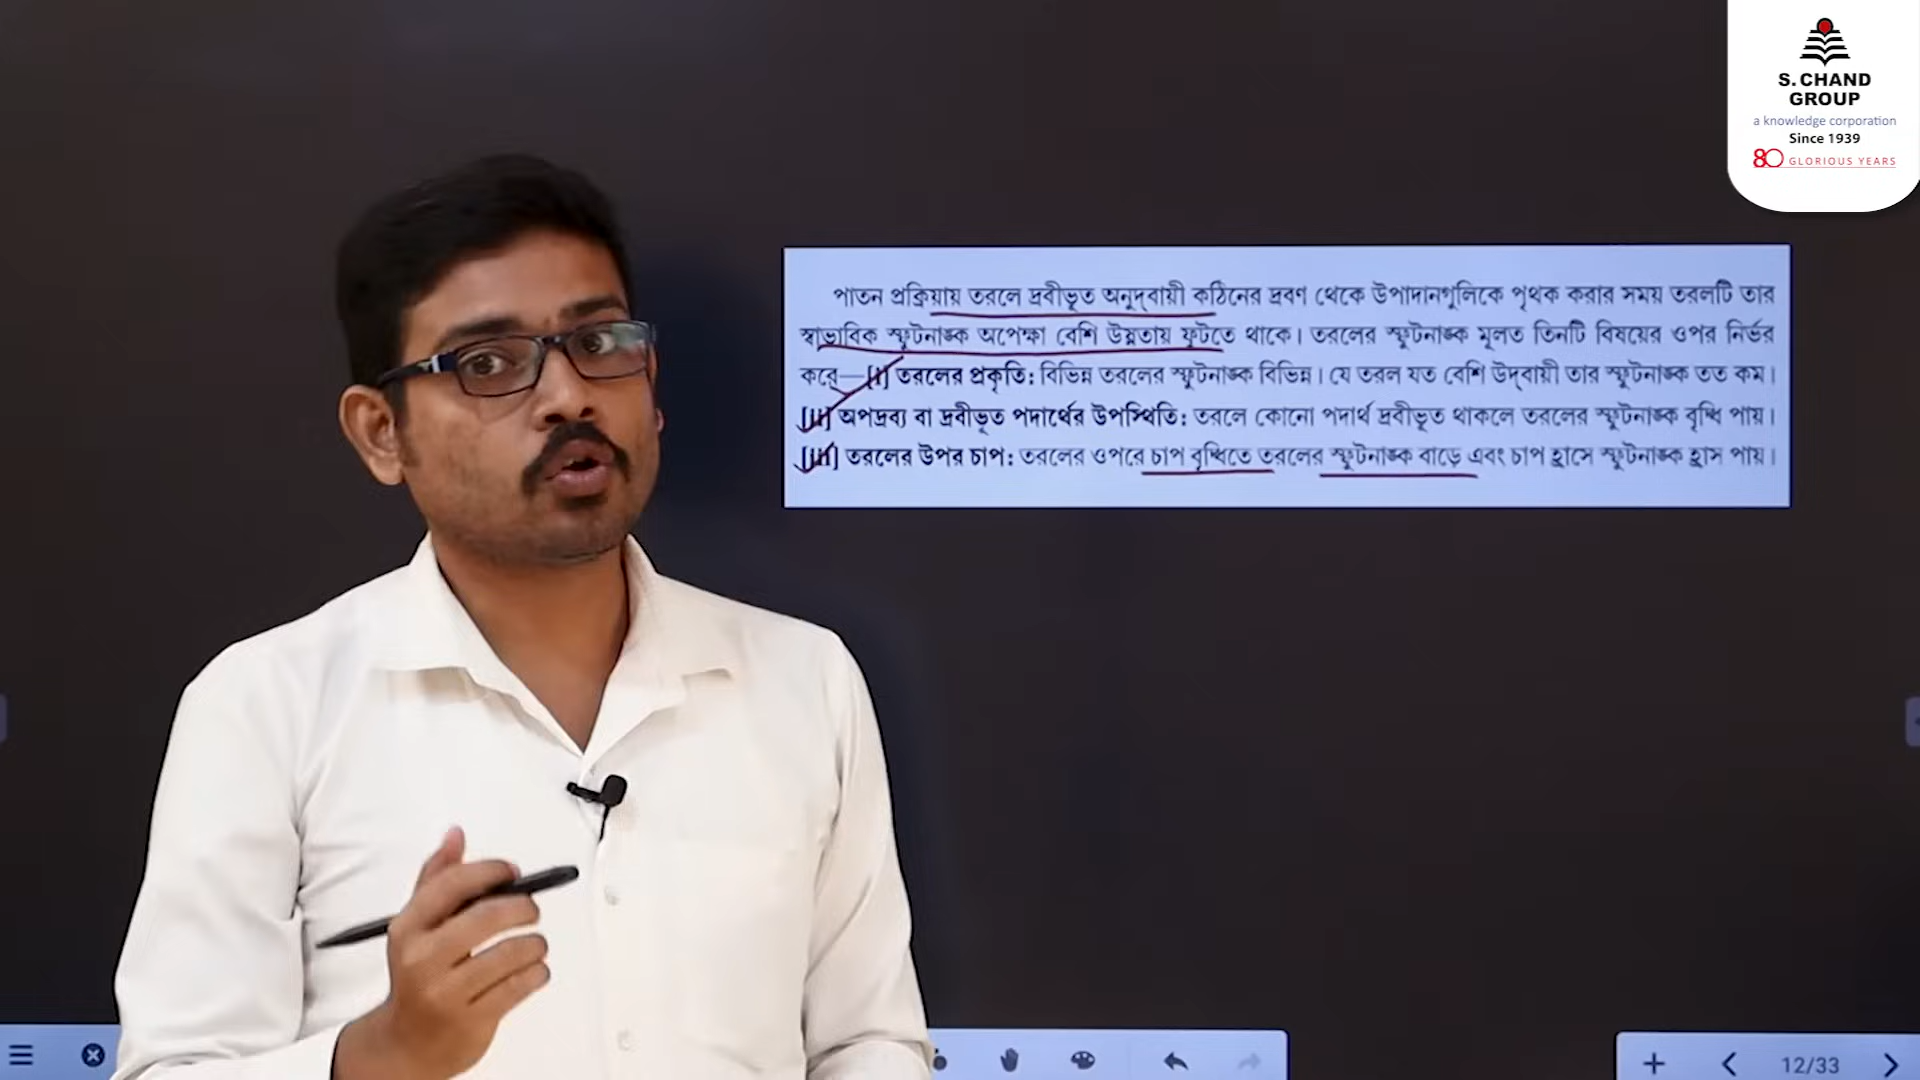 S. CHAND
GROUP
a knowledge corporation
Since 1939
80 GLORIOUS YEARS
পাতন প্রক্রিয়ায় তরলে দ্রবীভূত অনুদ্‌বায়ী কঠিনের দ্রবণ থেকে উপাদানগুলিকে পৃথক করার সময় তরলটি তার
স্বাভাবিক স্ফুটনাঙ্ক অপেক্ষা বেশি উষ্ণতায় ফুটতে থাকে। তরলের স্ফুটনাঙ্ক মূলত তিনটি বিষয়ের ওপর নির্ভর
করে—[i] তরলের প্রকৃতি: বিভিন্ন তরলের স্ফুটনাঙ্ক বিভিন্ন। যে তরল যত বেশি উদ্‌বায়ী তার স্ফুটনাঙ্ক তত কম।
[ii] অপদ্রব্য বা দ্রবীভূত পদার্থের উপস্থিতি: তরলে কোনো পদার্থ দ্রবীভূত থাকলে তরলের স্ফুটনাঙ্ক বৃদ্ধি পায়।
[iii] তরলের উপর চাপ: তরলের ওপরে চাপ বৃদ্ধিতে তরলের স্ফুটনাঙ্ক বাড়ে এবং চাপ হ্রাসে স্ফুটনাঙ্ক হ্রাস পায়।
12/33